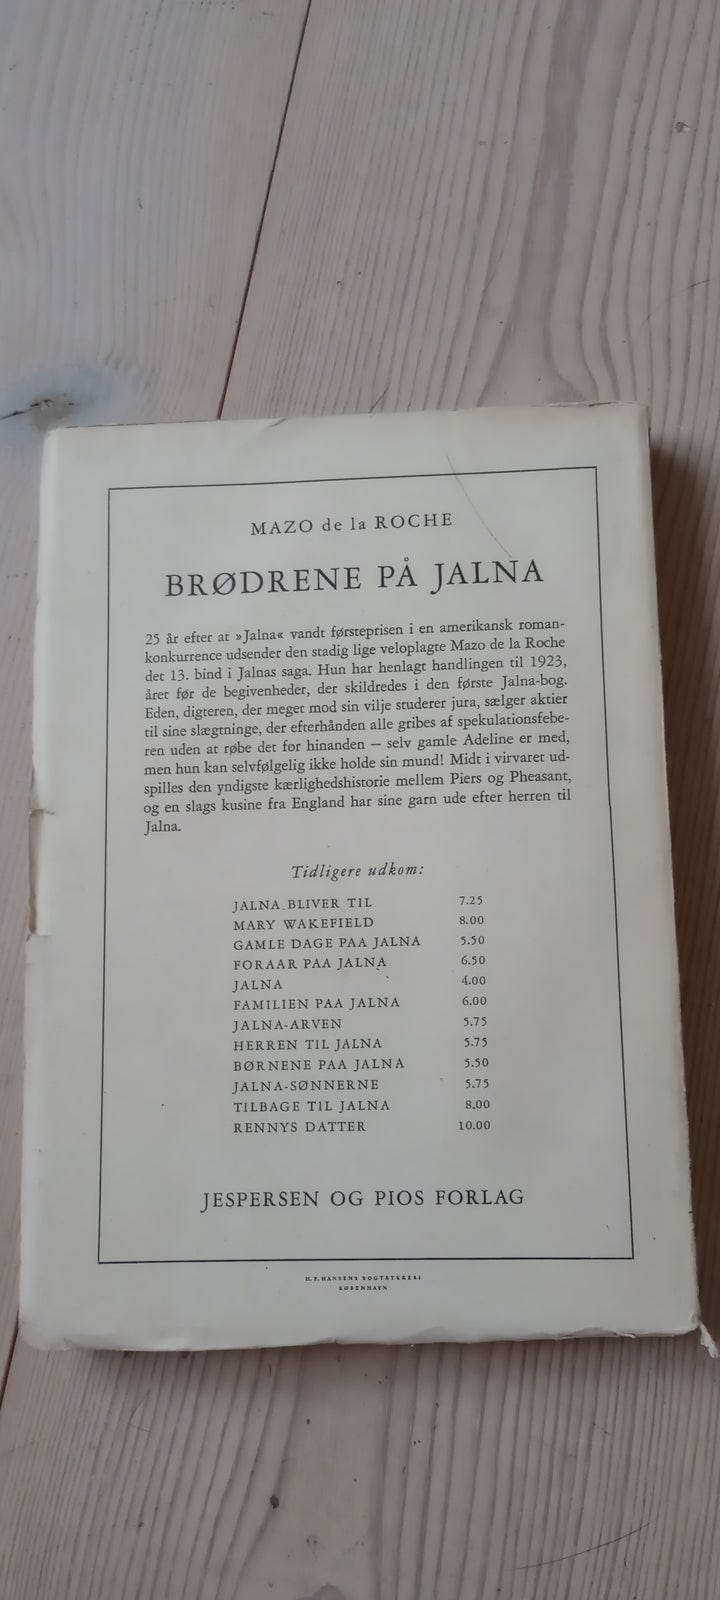 MAZO de la ROCHE
BRØDRENE PÅ JALNA
25 år efter at »Jalna« vandt førsteprisen i en amerikansk roman-
konkurrence udsender den stadig lige veloplagte Mazo de la Roche
det 13. bind i Jalnas saga. Hun har henlagt handlingen til 1923,
året før de begivenheder, der skildredes i den første Jalna-bog.
Eden, digteren, der meget mod sin vilje studerer jura, sælger aktier
til sine slægtninge, der efterhånden alle gribes af spekulationsfebe-
ren uden at røbe det for hinanden — selv gamle Adeline er med,
men hun kan selvfølgelig ikke holde sin mund! Midt i virvaret ud-
spilles den yndigste kærlighedshistorie mellem Piers og Pheasant,
og en slags kusine fra England har sine garn ude efter herren til
Jalna.
Tidligere udkom:
JALNA BLIVER TIL 7.25
MARY WAKEFIELD 8.00
GAMLE DAGE PAA JALNA 5.50
FORAAR PAA JALNA 6.50
JALNA 4.00
FAMILIEN PAA JALNA 6.00
JALNA-ARVEN 5.75
HERREN TIL JALNA 5.75
BØRNENE PAA JALNA 5.50
JALNA-SØNNERNE 5.75
TILBAGE TIL JALNA 8.00
RENNYS DATTER 10.00
JESPERSEN OG PIOS FORLAG
H. P. HANSENS BOGTRYKKERI
KØBENHAVN